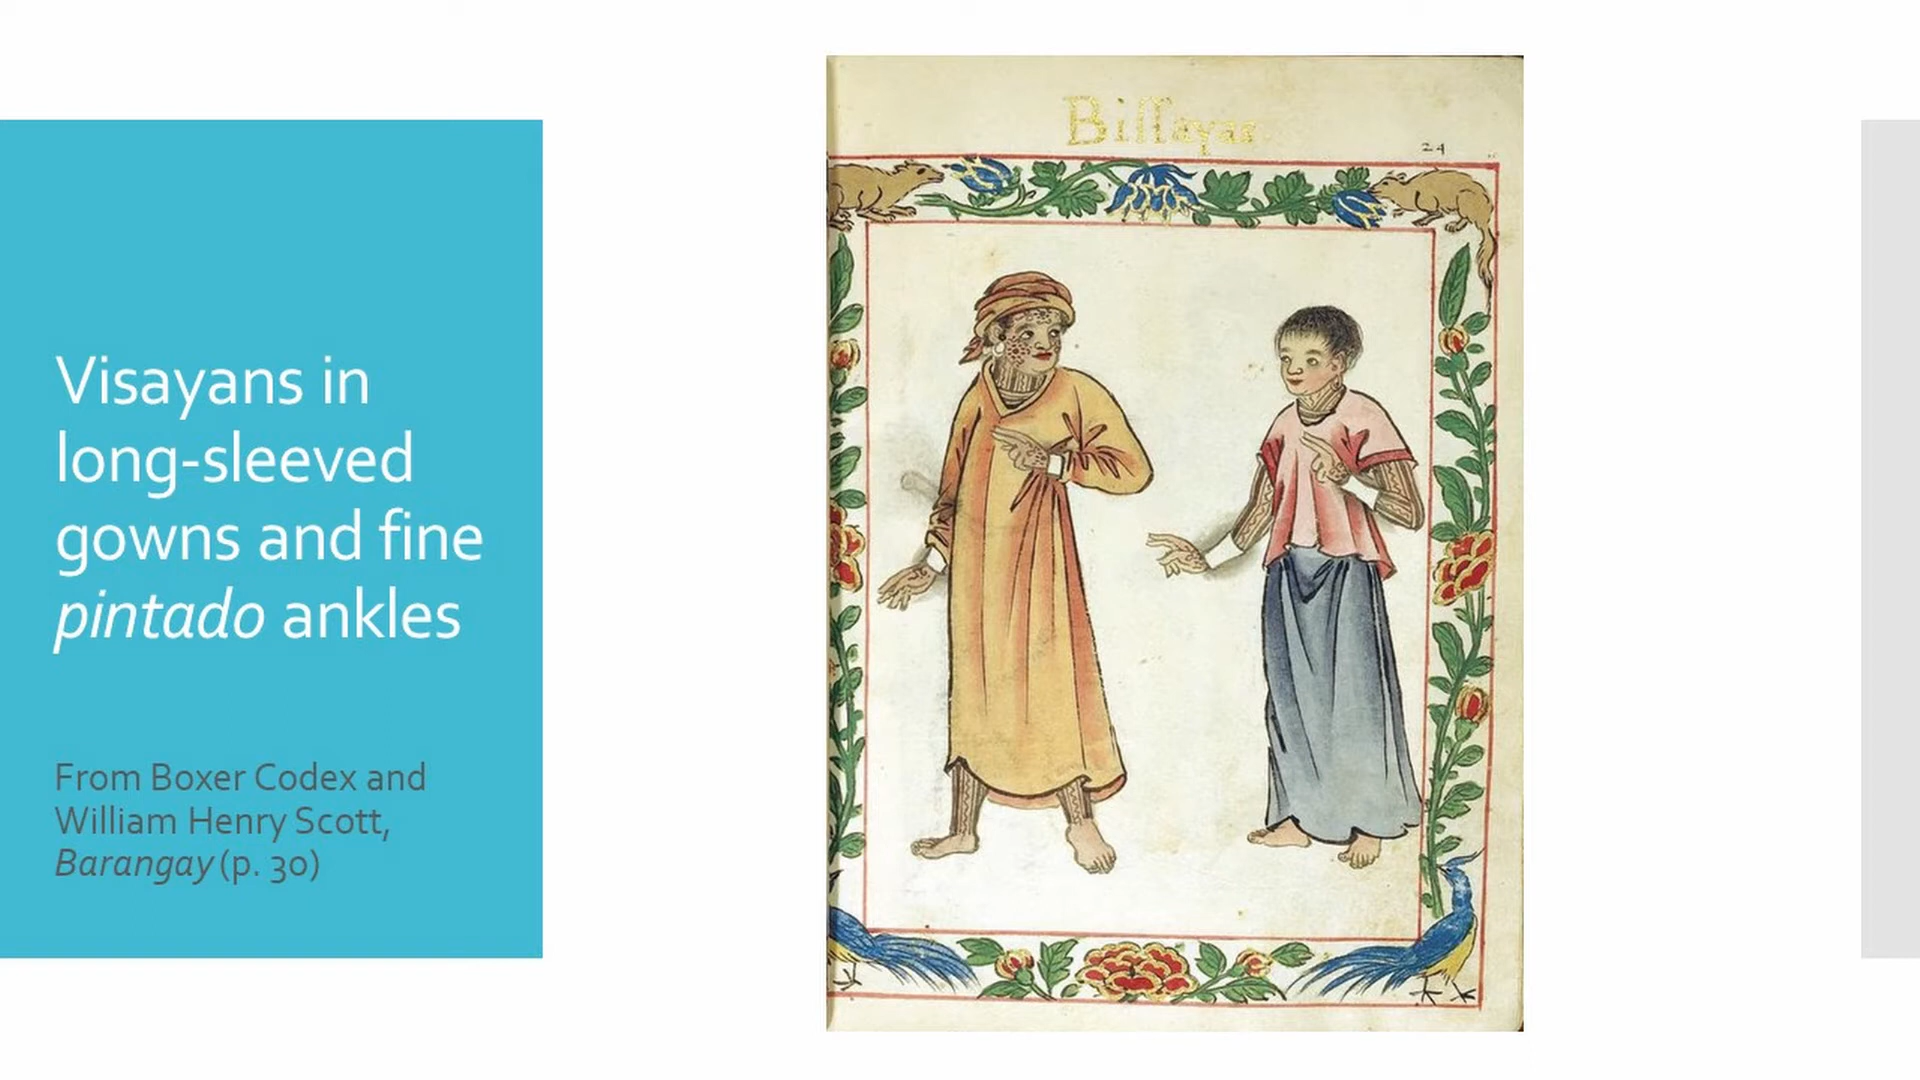 Visayans in
long-sleeved
gowns and fine
pintado ankles
From Boxer Codex and
William Henry Scott,
Barangay (p. 30)
Biſſayas
24